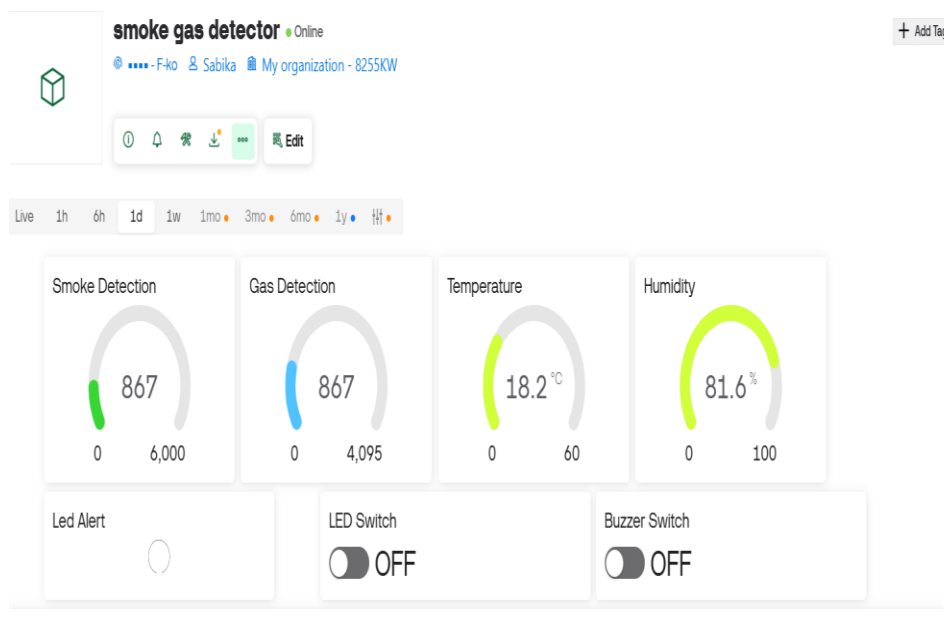 smoke gas detector Online
+ Add Tag
F-ko Sabika My organization - 8255KW
Edit
Live 1h 6h 1d 1w 1mo 3mo 6mo 1y
Smoke Detection Gas Detection Temperature Humidity
867 867 18.2 °C 81.6 %
0 6,000 0 4,095 0 60 0 100
Led Alert LED Switch Buzzer Switch
OFF OFF